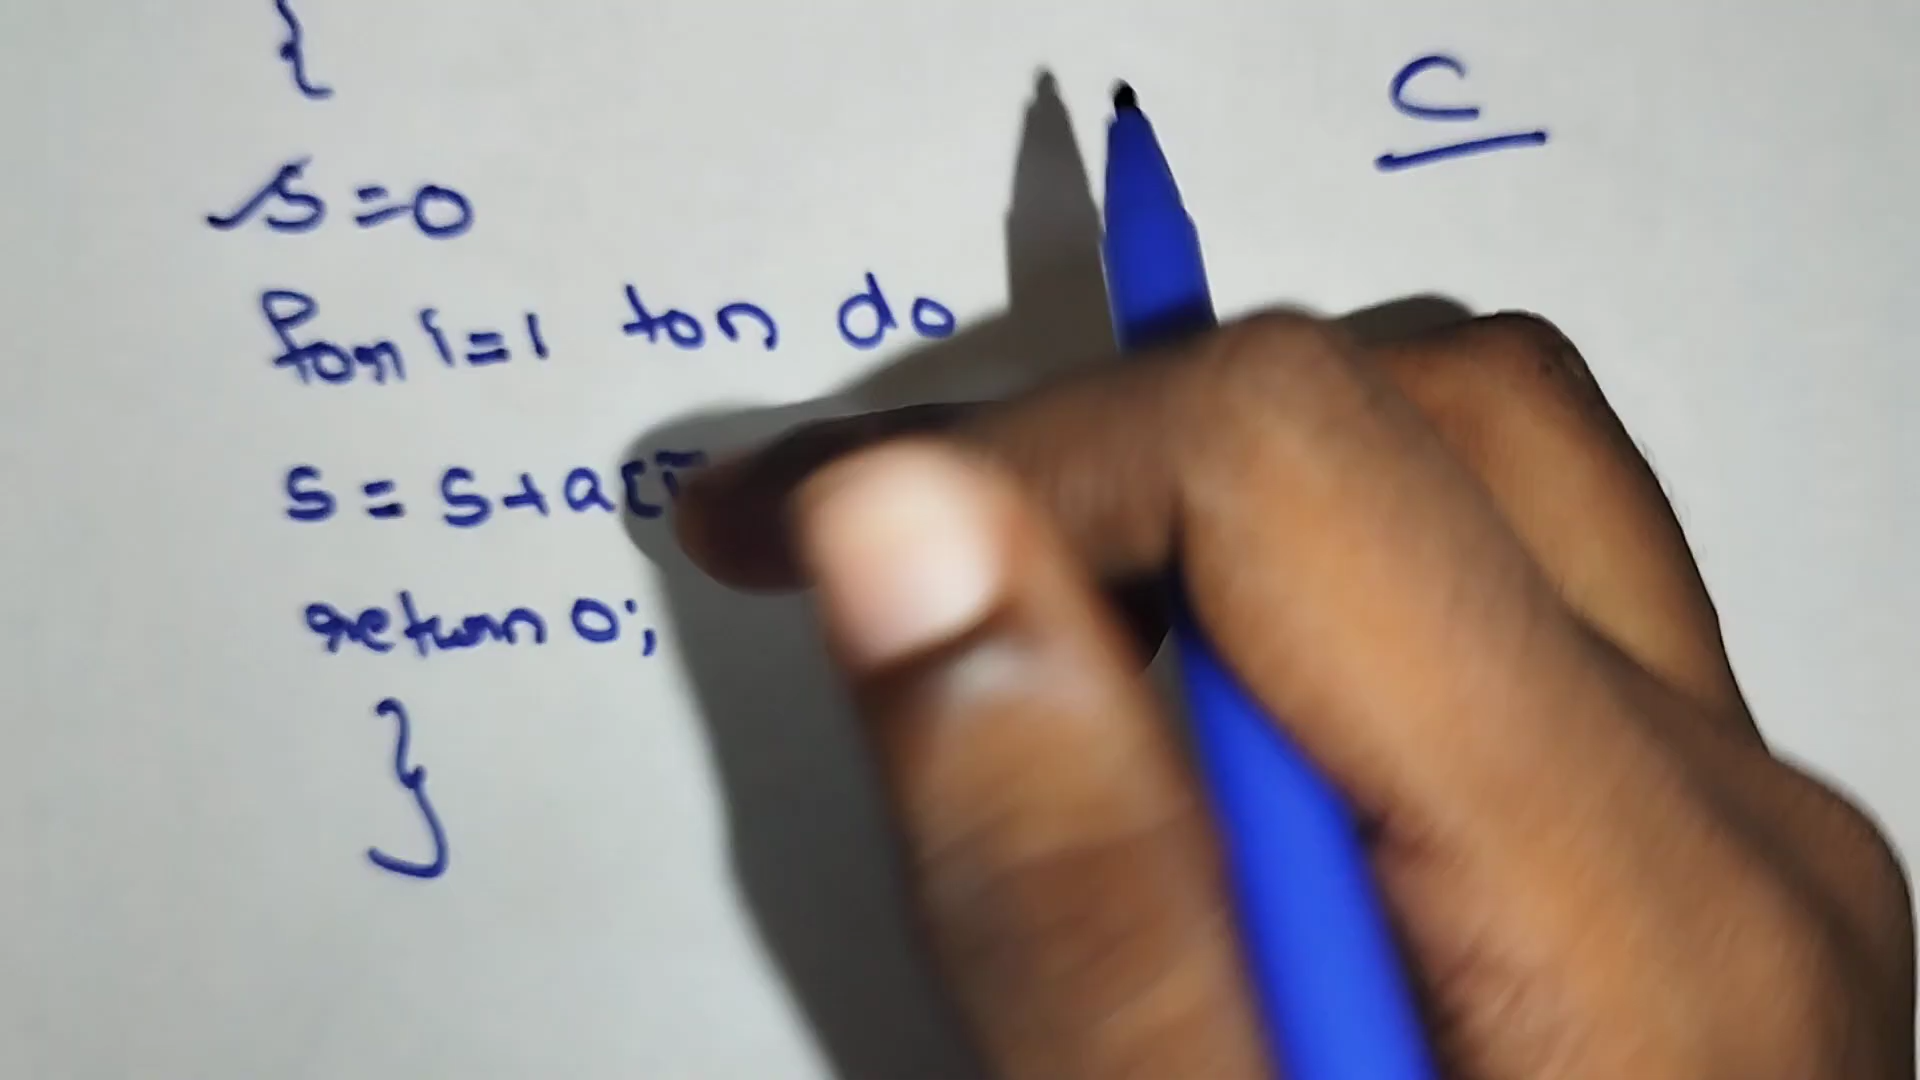 {
C
s=0
for i=1 to n do
s = s+a[i
return 0;
}